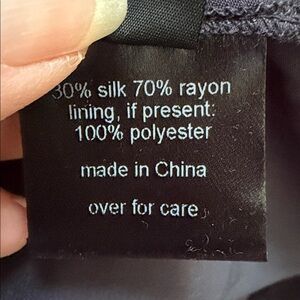 30% silk 70% rayon
lining, if present:
100% polyester
made in China
over for care